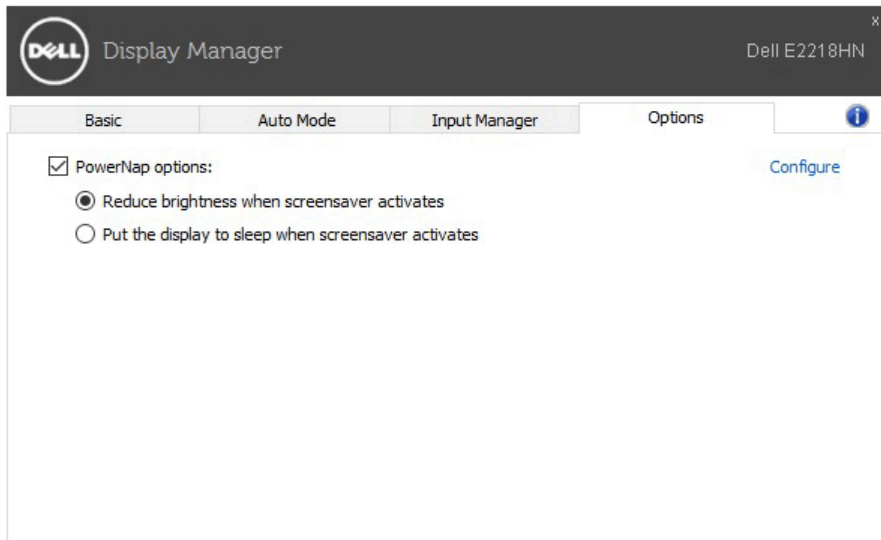 x
DELL Display Manager Dell E2218HN
Basic Auto Mode Input Manager Options i
PowerNap options: Configure
Reduce brightness when screensaver activates
Put the display to sleep when screensaver activates